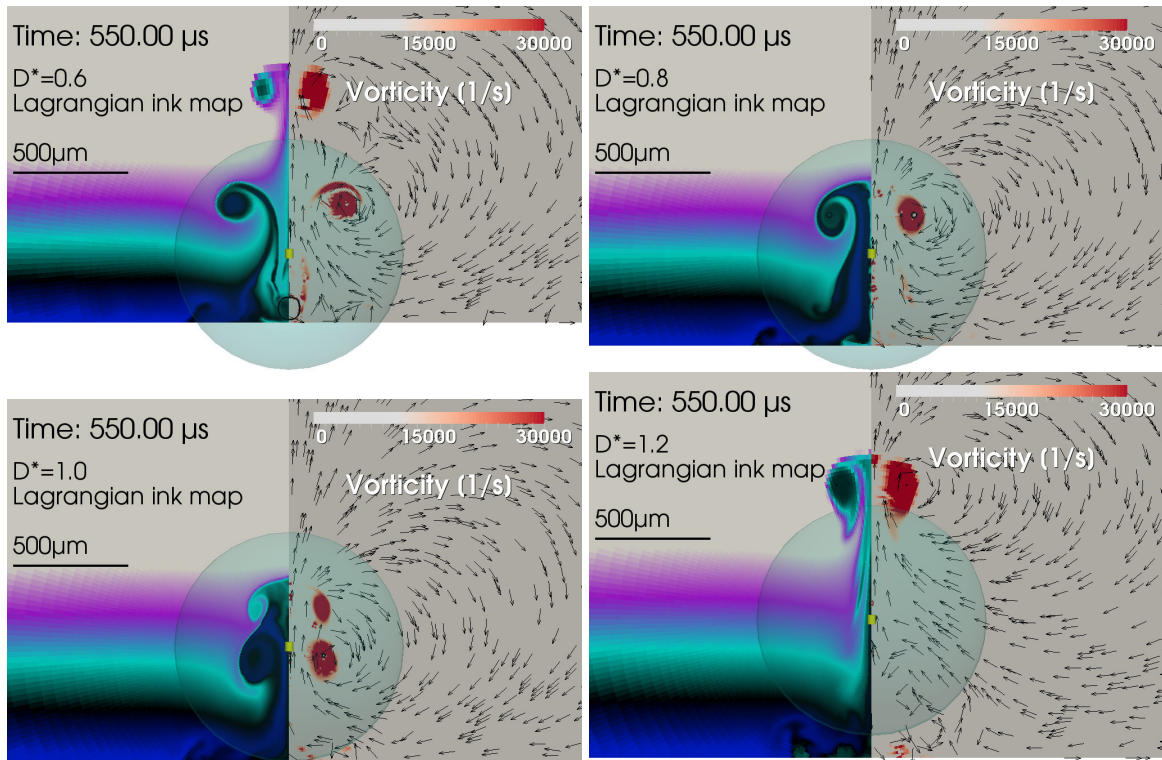 Time: 550.00 µs
D*=0.6
Lagrangian ink map
500µm
0 15000 30000
Vorticity (1/s)
Time: 550.00 µs
D*=0.8
Lagrangian ink map
500µm
0 15000 30000
Vorticity (1/s)
Time: 550.00 µs
D*=1.0
Lagrangian ink map
500µm
0 15000 30000
Vorticity (1/s)
Time: 550.00 µs
D*=1.2
Lagrangian ink map
500µm
0 15000 30000
Vorticity (1/s)